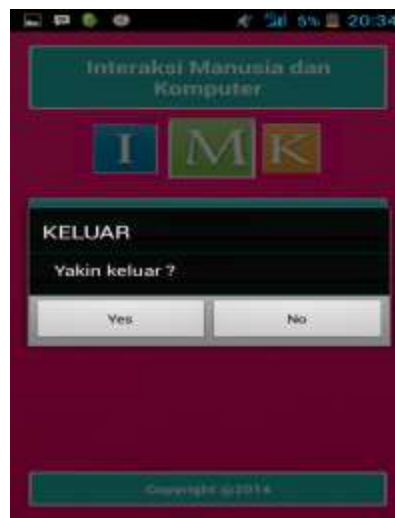 5% 20:34
Interaksi Manusia dan
Komputer
I M K
KELUAR
Yakin keluar ?
Yes No
Copyright @2014